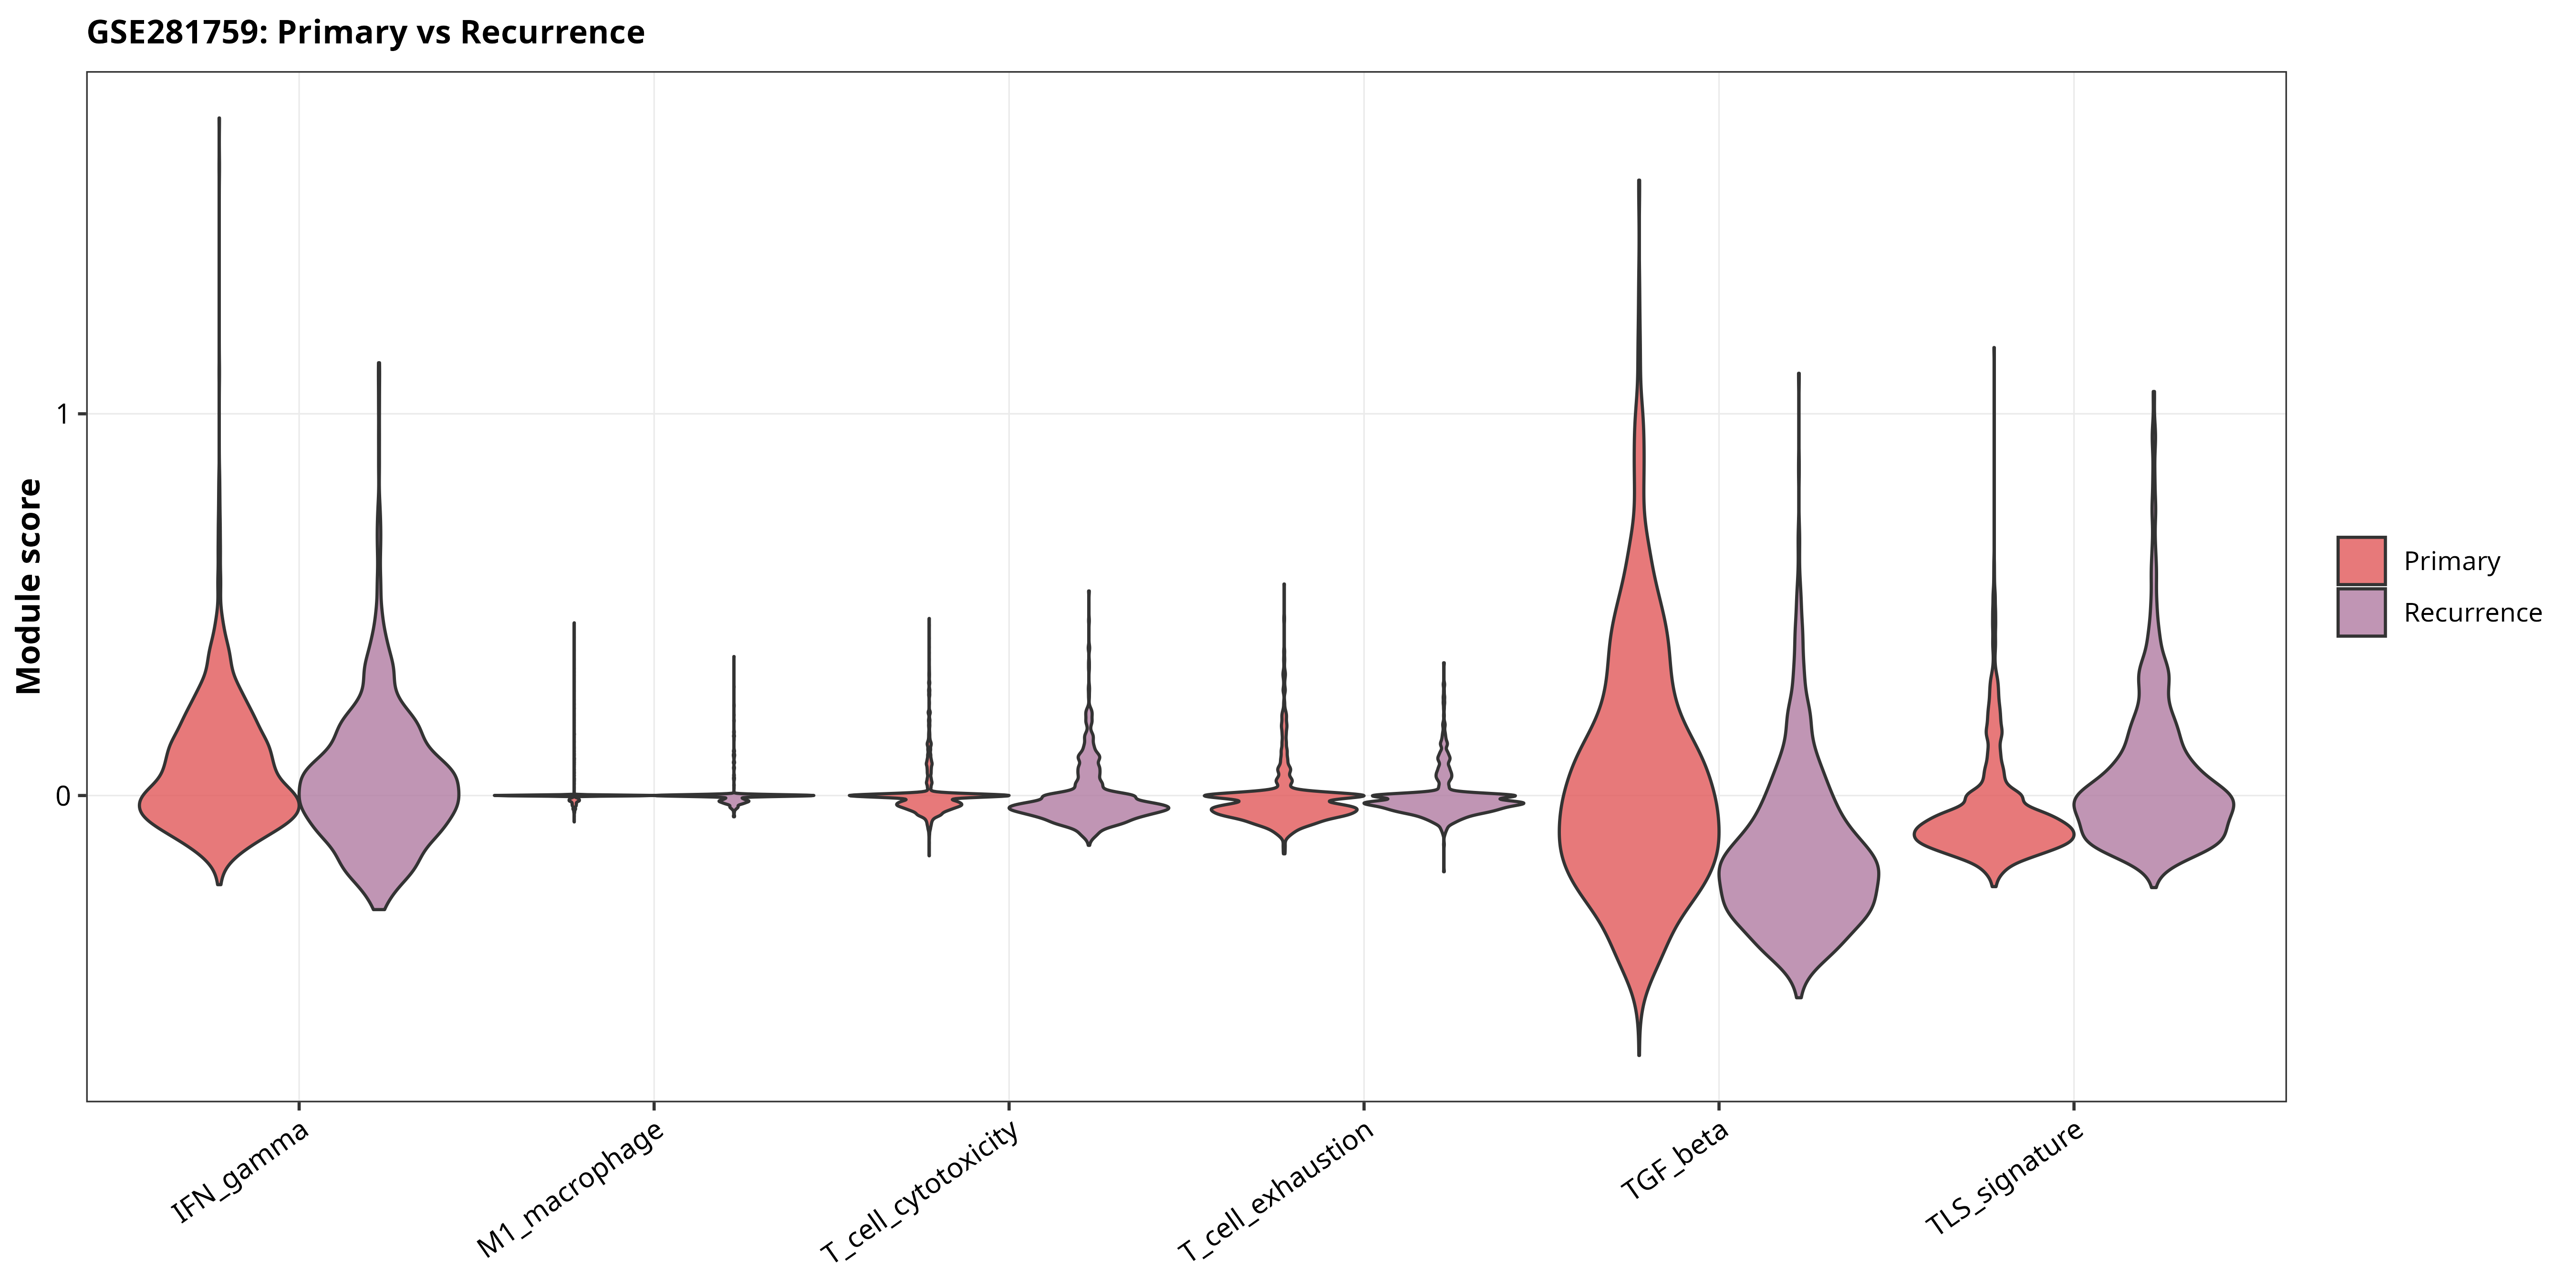 GSE281759: Primary vs Recurrence
Module score
1
0
IFN_gamma
M1_macrophage
T_cell_cytotoxicity
T_cell_exhaustion
TGF_beta
TLS_signature
Primary
Recurrence